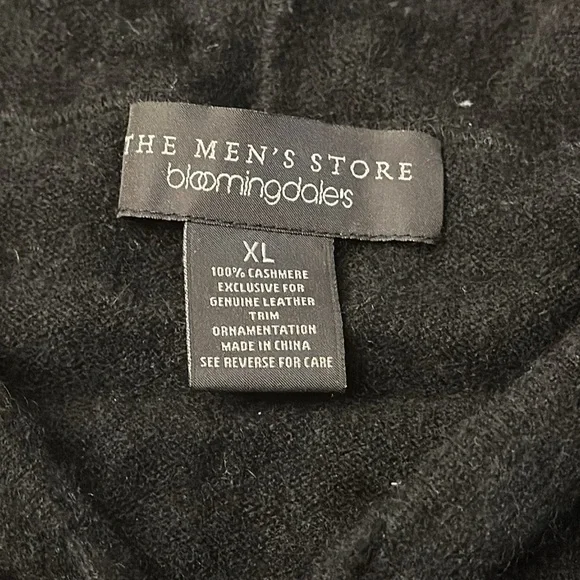 THE MEN'S STORE
bloomingdale's
XL
100% CASHMERE
EXCLUSIVE FOR
GENUINE LEATHER
TRIM
ORNAMENTATION
MADE IN CHINA
SEE REVERSE FOR CARE